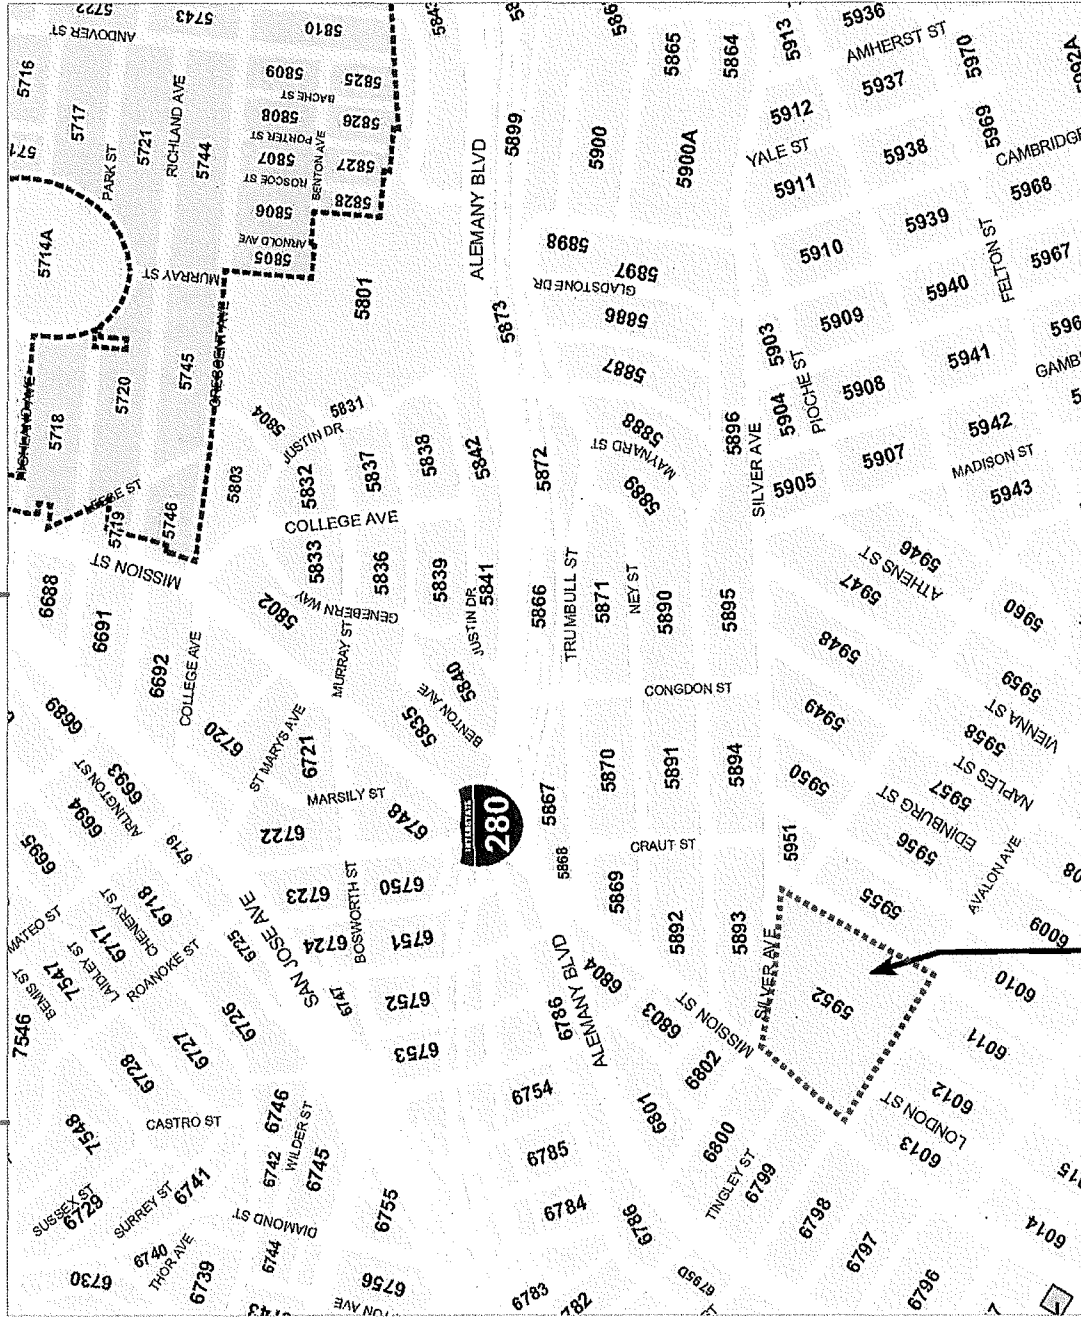 5722
ANDOVER ST
5743
5810
5716
5717
5721
RICHLAND AVE
5744
5809
BACHE ST
5825
5808
PORTER ST
5826
5807
BENTON AVE
5827
ROSCOE ST
5828
5806
ARNOLD AVE
5805
PARK ST
5714A
MURRAY ST
CRESCENT AVE
5801
RICHLAND AVE
5718
5720
5745
5719
5746
5803
5804
JUSTIN DR
5831
5832
5837
5838
5842
COLLEGE AVE
5833
5836
5839
5841
5802
GENEBERN WAY
MURRAY ST
JUSTIN DR
5840
BENTON AVE
5835
MISSION ST
6688
6691
6692
COLLEGE AVE
6689
6720
ST MARYS AVE
6721
MARSILY ST
6748
6722
6693
ARLINGTON ST
6694
6695
6719
6718
CHENERY ST
6717
LAIDLEY ST
7547
BEMIS ST
MATEO ST
7546
ROANOKE ST
6725
SAN JOSE AVE
6723
6724
BOSWORTH ST
6750
6751
6752
6753
6747
6726
6727
6728
7548
CASTRO ST
6746
WILDER ST
6742
6745
SUSSEX ST
6729
SURREY ST
6741
DIAMOND ST
6755
6740
THOR AVE
6739
6744
6730
6756
ALEMANY BLVD
5899
5900
5900A
5865
5864
5913
5912
YALE ST
5911
5936
AMHERST ST
5937
5970
5969
5938
CAMBRIDGE
5968
5892A
5910
5939
FELTON ST
5967
5940
5909
5898
5897
GLADSTONE DR
5886
5887
5873
5903
PIOCHE ST
5904
5908
5941
5942
MADISON ST
5943
5907
5905
SILVER AVE
5896
5888
MAYNARD ST
5889
5872
TRUMBULL ST
5866
5871
NEY ST
5890
5895
CONGDON ST
5870
5891
5894
5867
5868
CRAUT ST
5869
5892
5893
INTERSTATE
280
5946
ATHENS ST
5947
5948
5949
5950
5951
5960
5959
VIENNA ST
5958
NAPLES ST
5957
EDINBURG ST
5956
5955
AVALON AVE
6009
6010
6011
6012
LONDON ST
6013
6014
SILVER AVE
5952
ALEMANY BLVD
6786
6804
6803
MISSION ST
6802
6801
6800
TINGLEY ST
6799
6798
6797
6796
6754
6785
6784
6786
6783
6795D